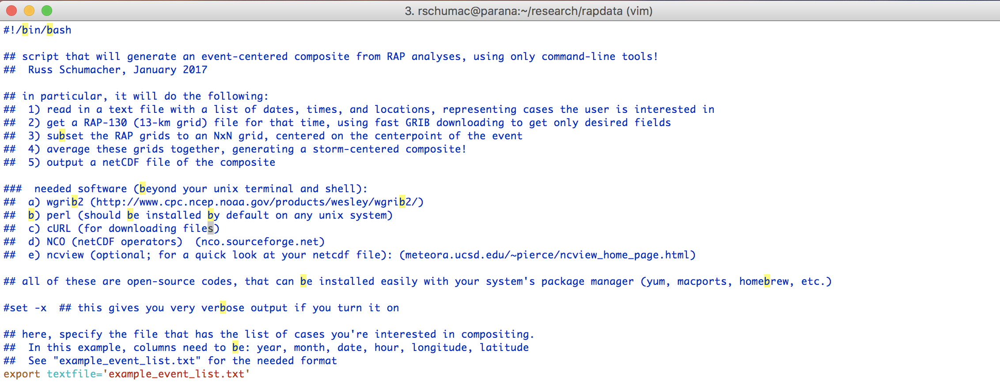 3. rschumac@parana:~/research/rapdata (vim)
#!/bin/bash
## script that will generate an event-centered composite from RAP analyses, using only command-line tools!
##  Russ Schumacher, January 2017
## in particular, it will do the following:
##  1) read in a text file with a list of dates, times, and locations, representing cases the user is interested in
##  2) get a RAP-130 (13-km grid) file for that time, using fast GRIB downloading to get only desired fields
##  3) subset the RAP grids to an NxN grid, centered on the centerpoint of the event
##  4) average these grids together, generating a storm-centered composite!
##  5) output a netCDF file of the composite
###  needed software (beyond your unix terminal and shell):
##  a) wgrib2 (http://www.cpc.ncep.noaa.gov/products/wesley/wgrib2/)
##  b) perl (should be installed by default on any unix system)
##  c) cURL (for downloading files)
##  d) NCO (netCDF operators)  (nco.sourceforge.net)
##  e) ncview (optional; for a quick look at your netcdf file): (meteora.ucsd.edu/~pierce/ncview_home_page.html)
## all of these are open-source codes, that can be installed easily with your system's package manager (yum, macports, homebrew, etc.)
#set -x  ## this gives you very verbose output if you turn it on
## here, specify the file that has the list of cases you're interested in compositing.
##  In this example, columns need to be: year, month, date, hour, longitude, latitude
##  See "example_event_list.txt" for the needed format
export textfile='example_event_list.txt'